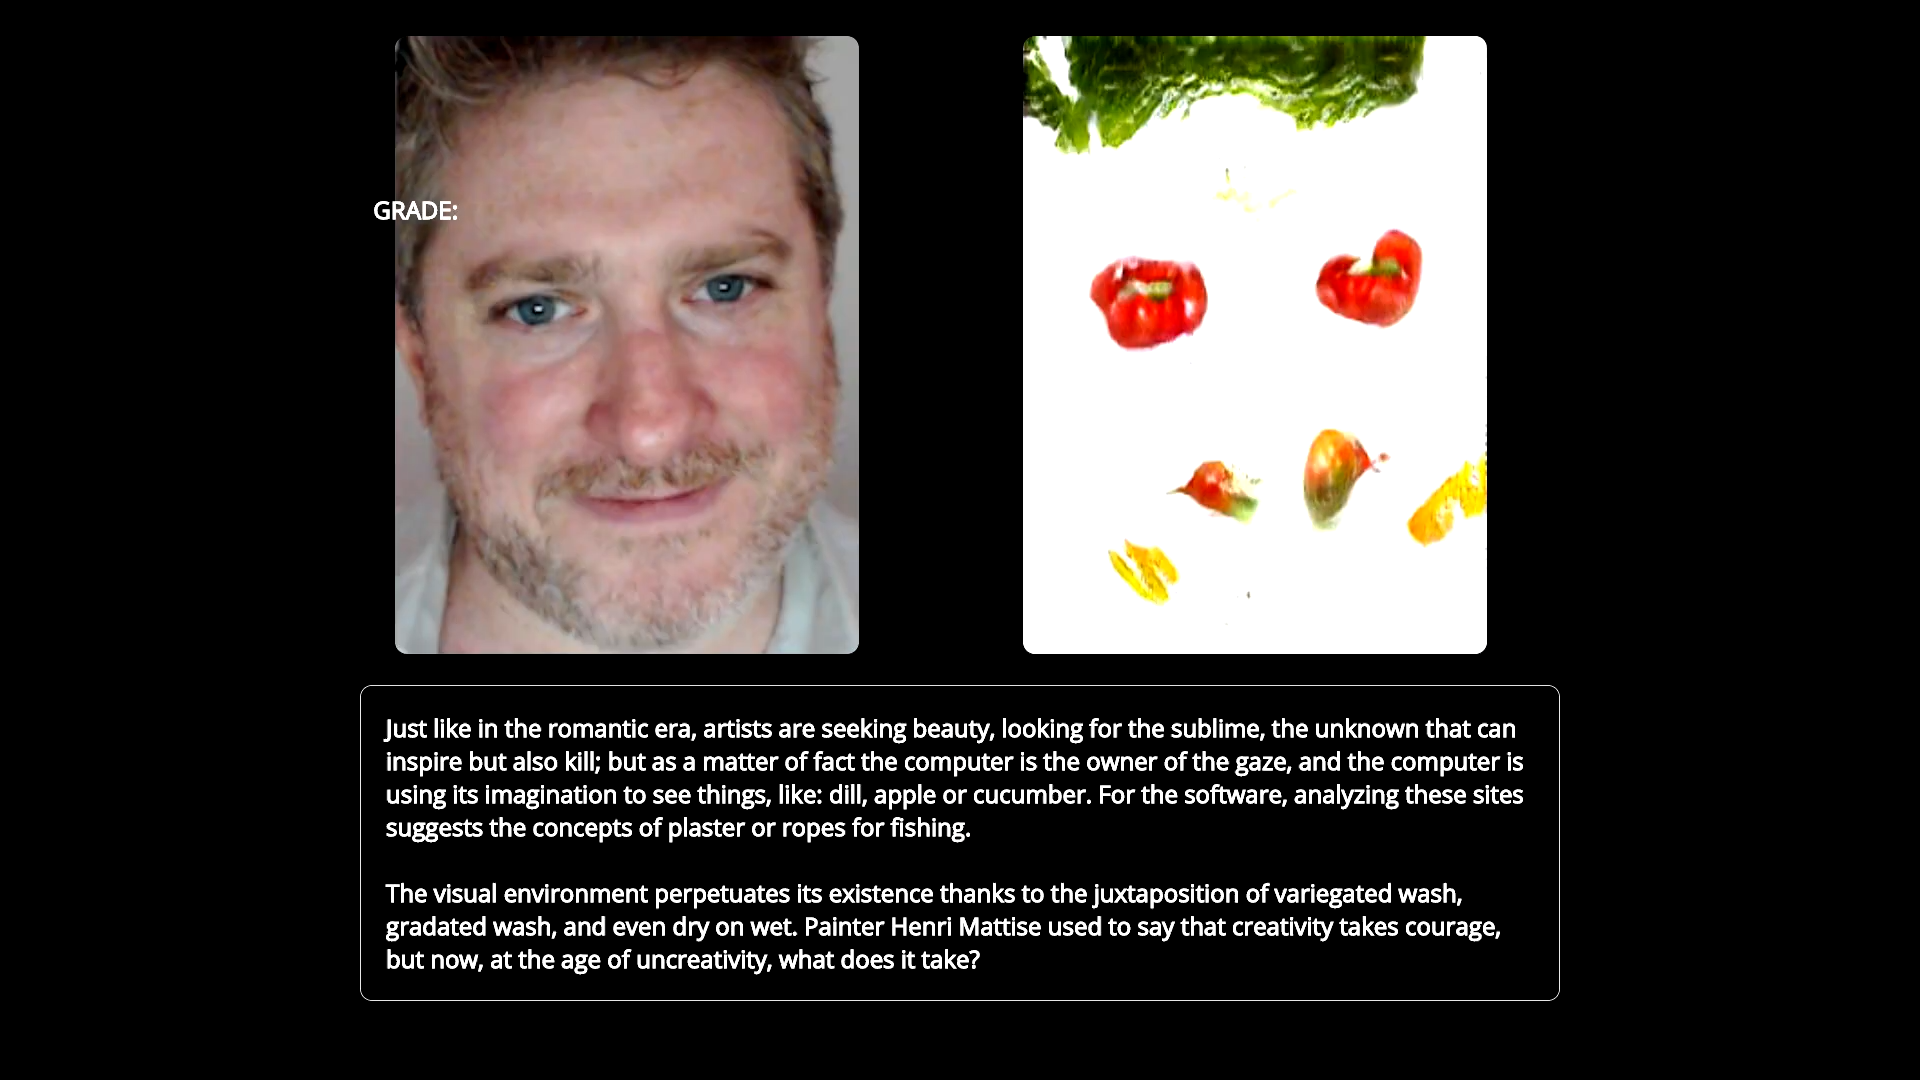 GRADE:
Just like in the romantic era, artists are seeking beauty, looking for the sublime, the unknown that can
inspire but also kill; but as a matter of fact the computer is the owner of the gaze, and the computer is
using its imagination to see things, like: dill, apple or cucumber. For the software, analyzing these sites
suggests the concepts of plaster or ropes for fishing.
The visual environment perpetuates its existence thanks to the juxtaposition of variegated wash,
gradated wash, and even dry on wet. Painter Henri Mattise used to say that creativity takes courage,
but now, at the age of uncreativity, what does it take?